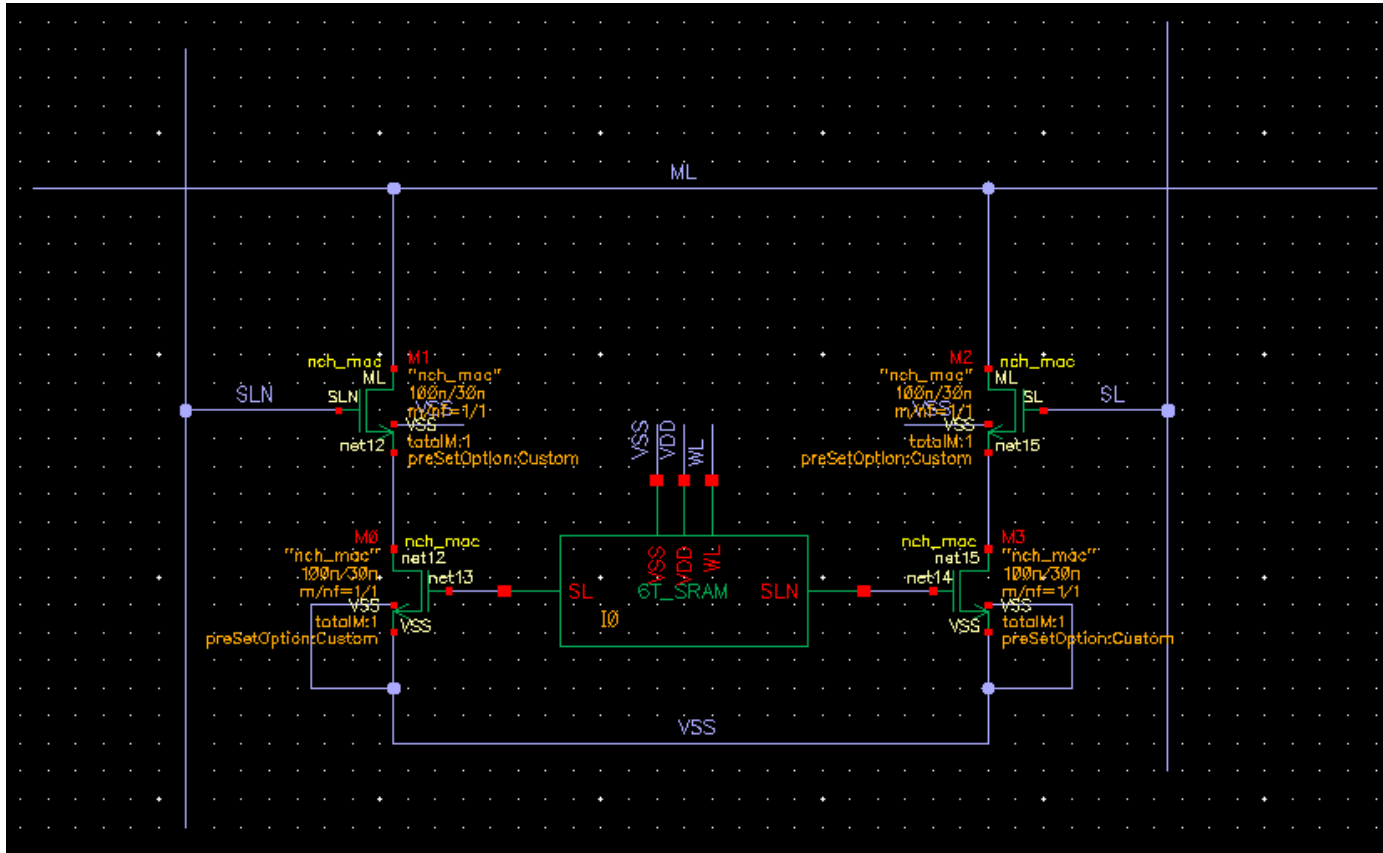 ML
nch_mac
M1
ML
"nch_mac"
100n/30n
m/nf=1/1
SLN
SLN
VSS
VSS
net12
totalM:1
preSetOption:Custom
M2
nch_mac
"nch_mac"
ML
100n/30n
m/nf=1/1
SL
SL
VSS
VSS
totalM:1
net15
preSetOption:Custom
VSS
VDD
WL
M0
nch_mac
"nch_mac"
net12
100n/30n
net13
m/nf=1/1
VSS
totalM:1
VSS
preSetOption:Custom
VSS
VDD
WL
SL
6T_SRAM
SLN
I0
nch_mac
M3
net15
"nch_mac"
net14
100n/30n
m/nf=1/1
VSS
VSS
totalM:1
preSetOption:Custom
VSS